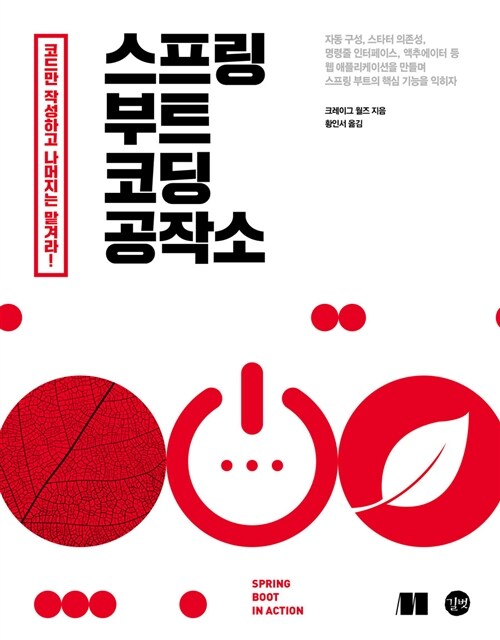 코드만 작성하고 나머지는 맡겨라!
스프링
부트
코딩
공작소
자동 구성, 스타터 의존성,
명령줄 인터페이스, 액추에이터 등
웹 애플리케이션을 만들며
스프링 부트의 핵심 기능을 익히자
크레이그 월즈 지음
황인서 옮김
SPRING
BOOT
IN ACTION
길벗